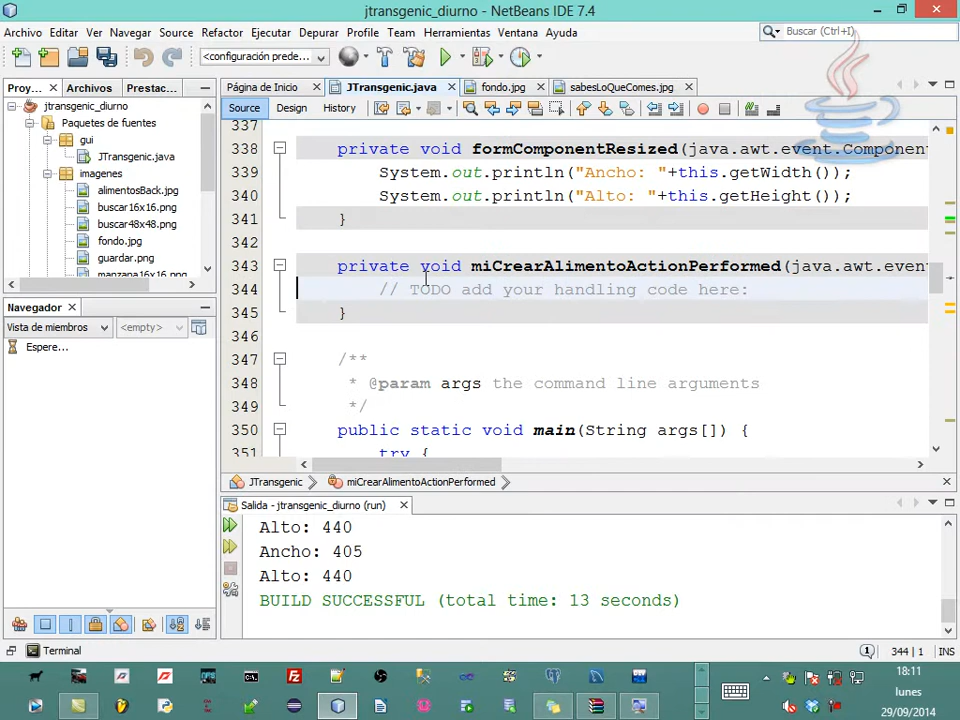 jtransgenic_diurno - NetBeans IDE 7.4
Archivo Editar Ver Navegar Source Refactor Ejecutar Depurar Profile Team Herramientas Ventana Ayuda
Buscar (Ctrl+I)
<configuración prede...
Proy... Archivos Prestac...
Página de Inicio JTransgenic.java fondo.jpg sabesLoQueComes.jpg
Source Design History
jtransgenic_diurno
Paquetes de fuentes
gui
JTransgenic.java
imagenes
alimentosBack.jpg
buscar16x16.png
buscar48x48.png
fondo.jpg
guardar.png
manzana16x16.png
337
338 private void formComponentResized(java.awt.event.Component
339 System.out.println("Ancho: "+this.getWidth());
340 System.out.println("Alto: "+this.getHeight());
341 }
342
343 private void miCrearAlimentoActionPerformed(java.awt.event
344 // TODO add your handling code here:
345 }
346
347 /**
348 * @param args the command line arguments
349 */
350 public static void main(String args[]) {
351 try {
Navegador
Vista de miembros <empty>
Espere...
JTransgenic miCrearAlimentoActionPerformed
Salida - jtransgenic_diurno (run)
Alto: 440
Ancho: 405
Alto: 440
BUILD SUCCESSFUL (total time: 13 seconds)
Terminal
1 344 | 1 INS
18:11
lunes
29/09/2014
Java